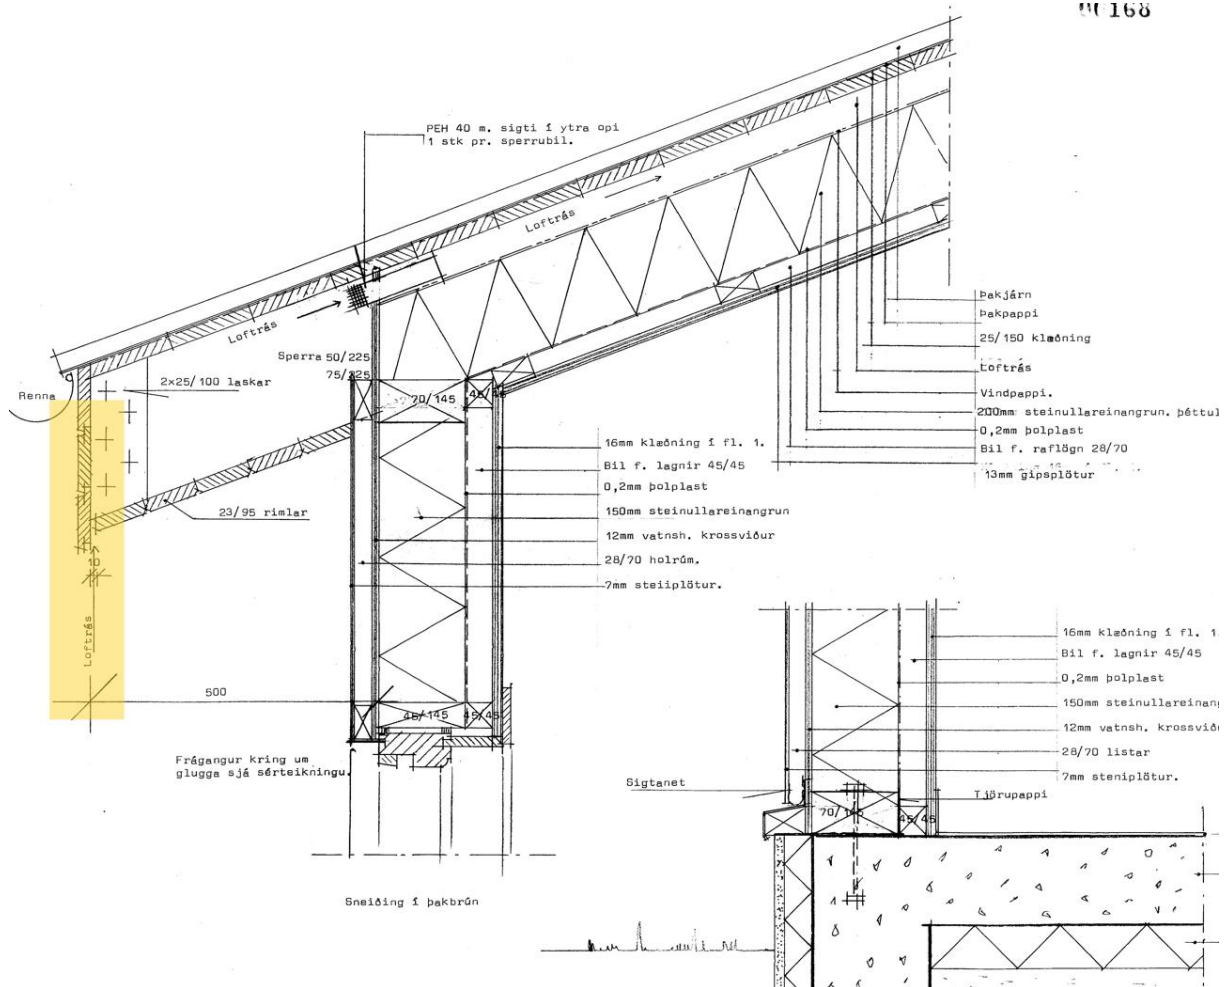 168
PEH 40 m. sigti í ytra opi
1 stk pr. sperrubil.
Loftrás
Loftrás
Sperra 50/225
75/225
2x25/100 laskar
Renna
70/145
45/45
23/95 rimlar
10
Loftrás
500
45/145
45/45
Frágangur kring um
glugga sjá sérteikningu.
Sneiðing í þakbrún
Þakjárn
Þakpappi
25/150 klæðning
Loftrás
Vindpappi.
200mm steinullareinangrun. þéttul
0,2mm þolplast
Bil f. raflögn 28/70
13mm gipsplötur
16mm klæðning í fl. 1.
Bil f. lagnir 45/45
0,2mm þolplast
150mm steinullareinangrun
12mm vatnsh. krossviður
28/70 holrúm.
7mm steiiplötur.
16mm klæðning í fl. 1.
Bil f. lagnir 45/45
0,2mm þolplast
150mm steinullareinang
12mm vatnsh. krossvið
28/70 listar
7mm steniplötur.
Sigtanet
Tjörupappi
70/145
45/45